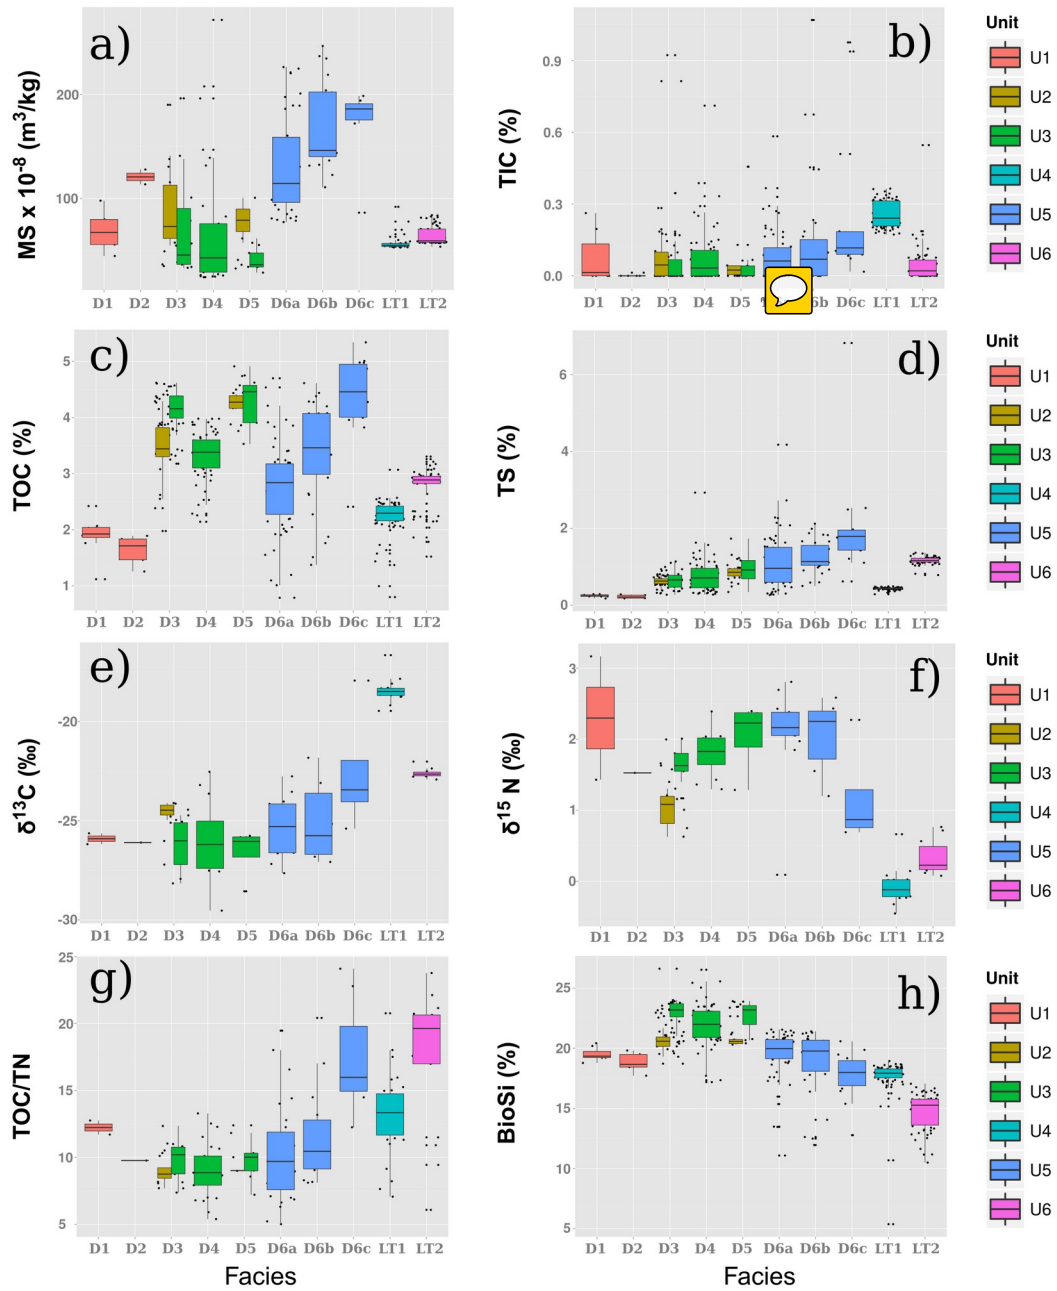 a)
MS x 10⁻⁸ (m³/kg)
200
100
D1 D2 D3 D4 D5 D6a D6b D6c LT1 LT2
b)
TIC (%)
0.9
0.6
0.3
0.0
D1 D2 D3 D4 D5 6b D6c LT1 LT2
Unit
U1
U2
U3
U4
U5
U6
c)
TOC (%)
5
4
3
2
1
D1 D2 D3 D4 D5 D6a D6b D6c LT1 LT2
d)
TS (%)
6
4
2
0
D1 D2 D3 D4 D5 D6a D6b D6c LT1 LT2
Unit
U1
U2
U3
U4
U5
U6
e)
δ¹³C (‰)
-20
-25
-30
D1 D2 D3 D4 D5 D6a D6b D6c LT1 LT2
f)
δ¹⁵ N (‰)
3
2
1
0
D1 D2 D3 D4 D5 D6a D6b D6c LT1 LT2
Unit
U1
U2
U3
U4
U5
U6
g)
TOC/TN
25
20
15
10
5
D1 D2 D3 D4 D5 D6a D6b D6c LT1 LT2
Facies
h)
BioSi (%)
25
20
15
10
5
D1 D2 D3 D4 D5 D6a D6b D6c LT1 LT2
Facies
Unit
U1
U2
U3
U4
U5
U6